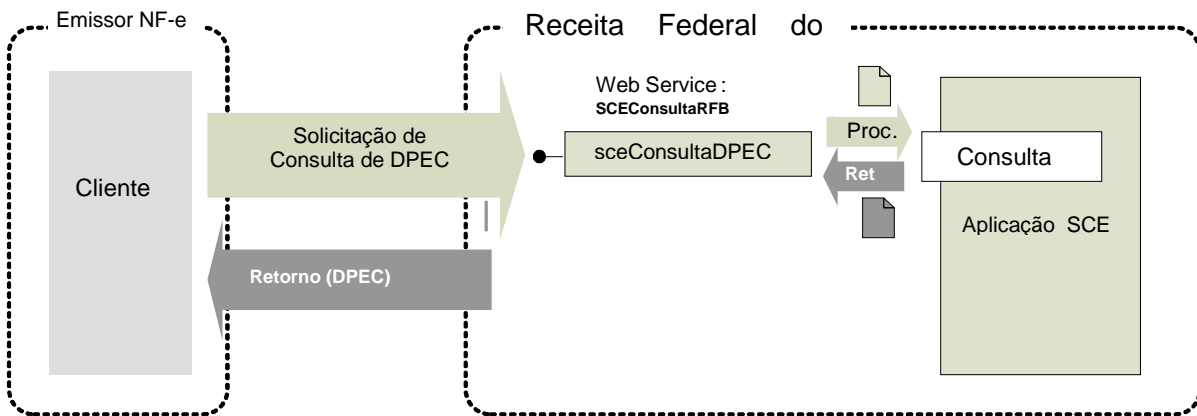 Emissor NF-e
Receita Federal do
Cliente
Solicitação de
Consulta de DPEC
Retorno (DPEC)
Web Service :
SCEConsultaRFB
sceConsultaDPEC
Proc.
Ret
Consulta
Aplicação SCE